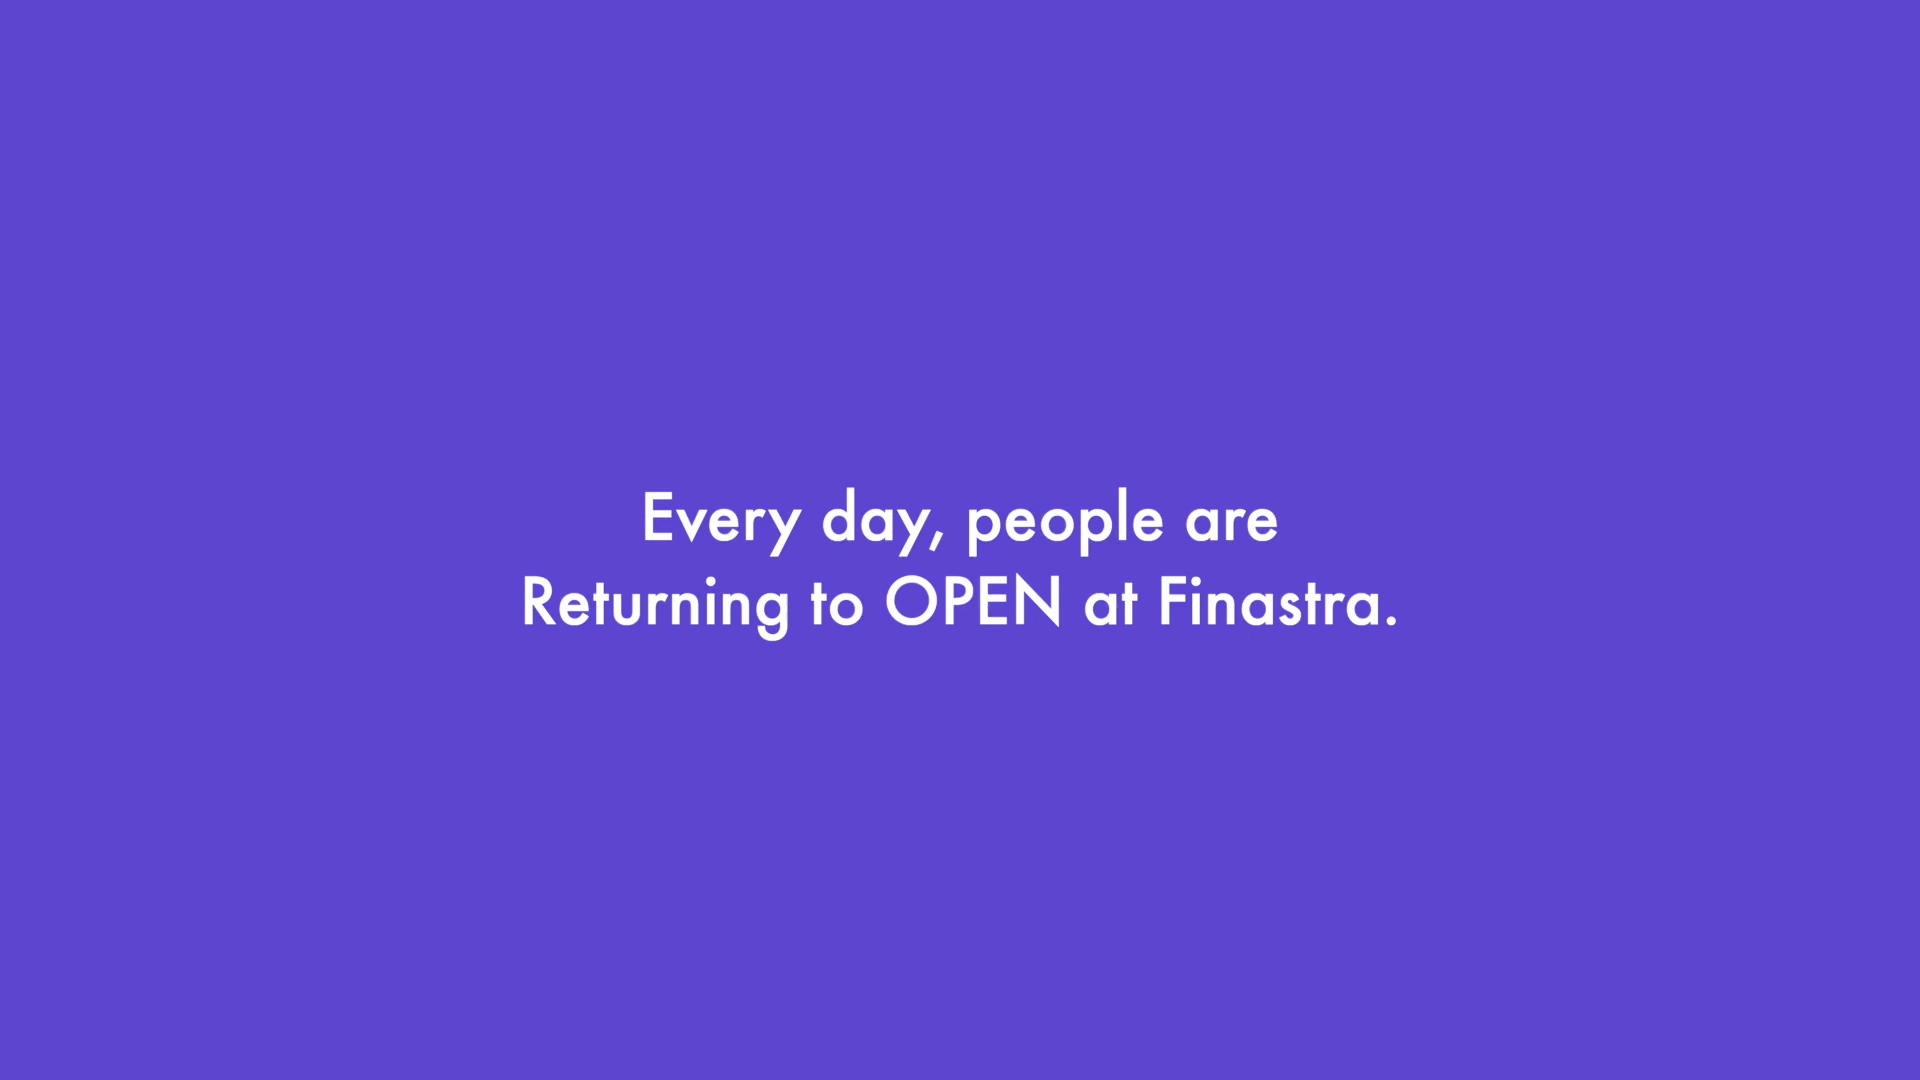 Every day, people are
Returning to OPEN at Finastra.